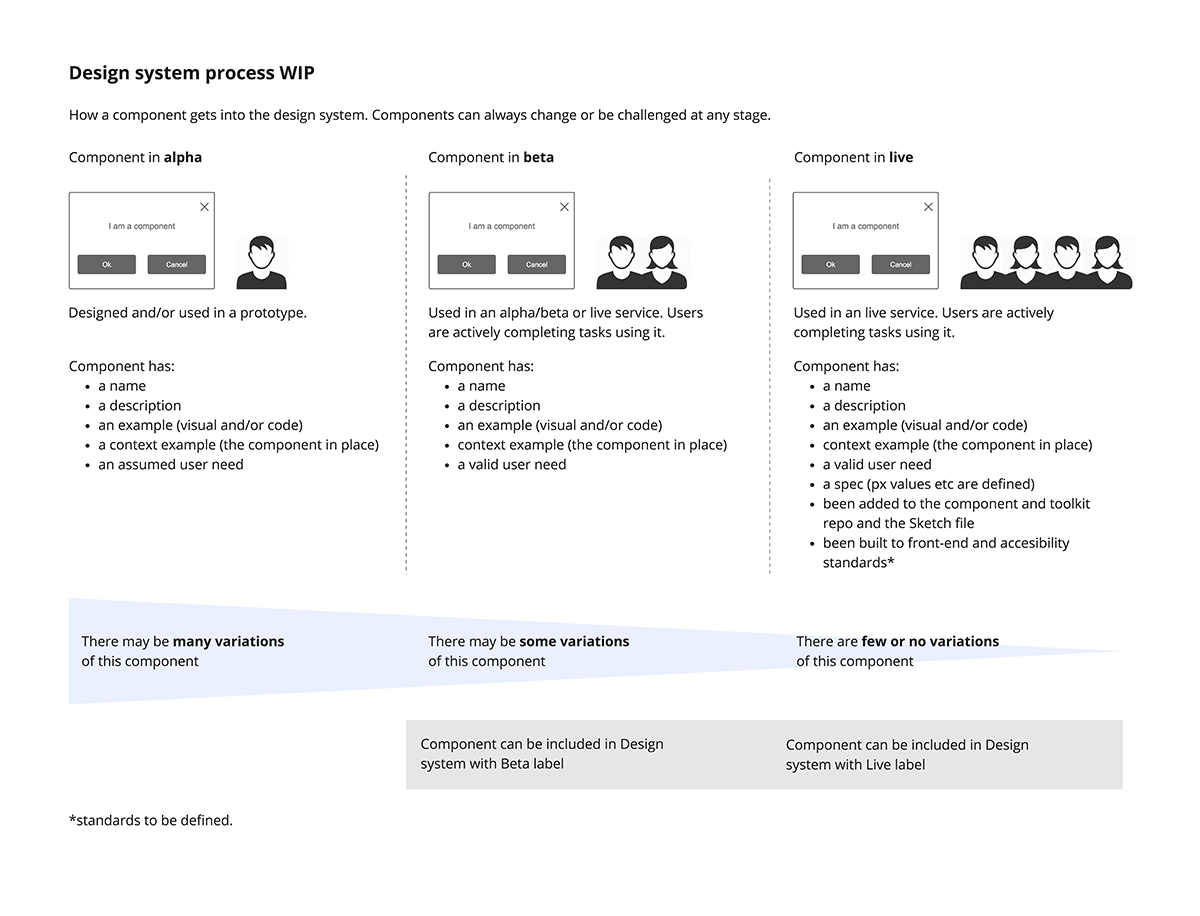 Design system process WIP
How a component gets into the design system. Components can always change or be challenged at any stage.
Component in alpha
I am a component
Ok
Cancel
Designed and/or used in a prototype.
Component has:
• a name
• a description
• an example (visual and/or code)
• a context example (the component in place)
• an assumed user need
Component in beta
I am a component
Ok
Cancel
Used in an alpha/beta or live service. Users
are actively completing tasks using it.
Component has:
• a name
• a description
• an example (visual and/or code)
• context example (the component in place)
• a valid user need
Component in live
I am a component
Ok
Cancel
Used in an live service. Users are actively
completing tasks using it.
Component has:
• a name
• a description
• an example (visual and/or code)
• context example (the component in place)
• a valid user need
• a spec (px values etc are defined)
• been added to the component and toolkit
repo and the Sketch file
• been built to front-end and accesibility
standards*
There may be many variations
of this component
There may be some variations
of this component
There are few or no variations
of this component
Component can be included in Design
system with Beta label
Component can be included in Design
system with Live label
*standards to be defined.